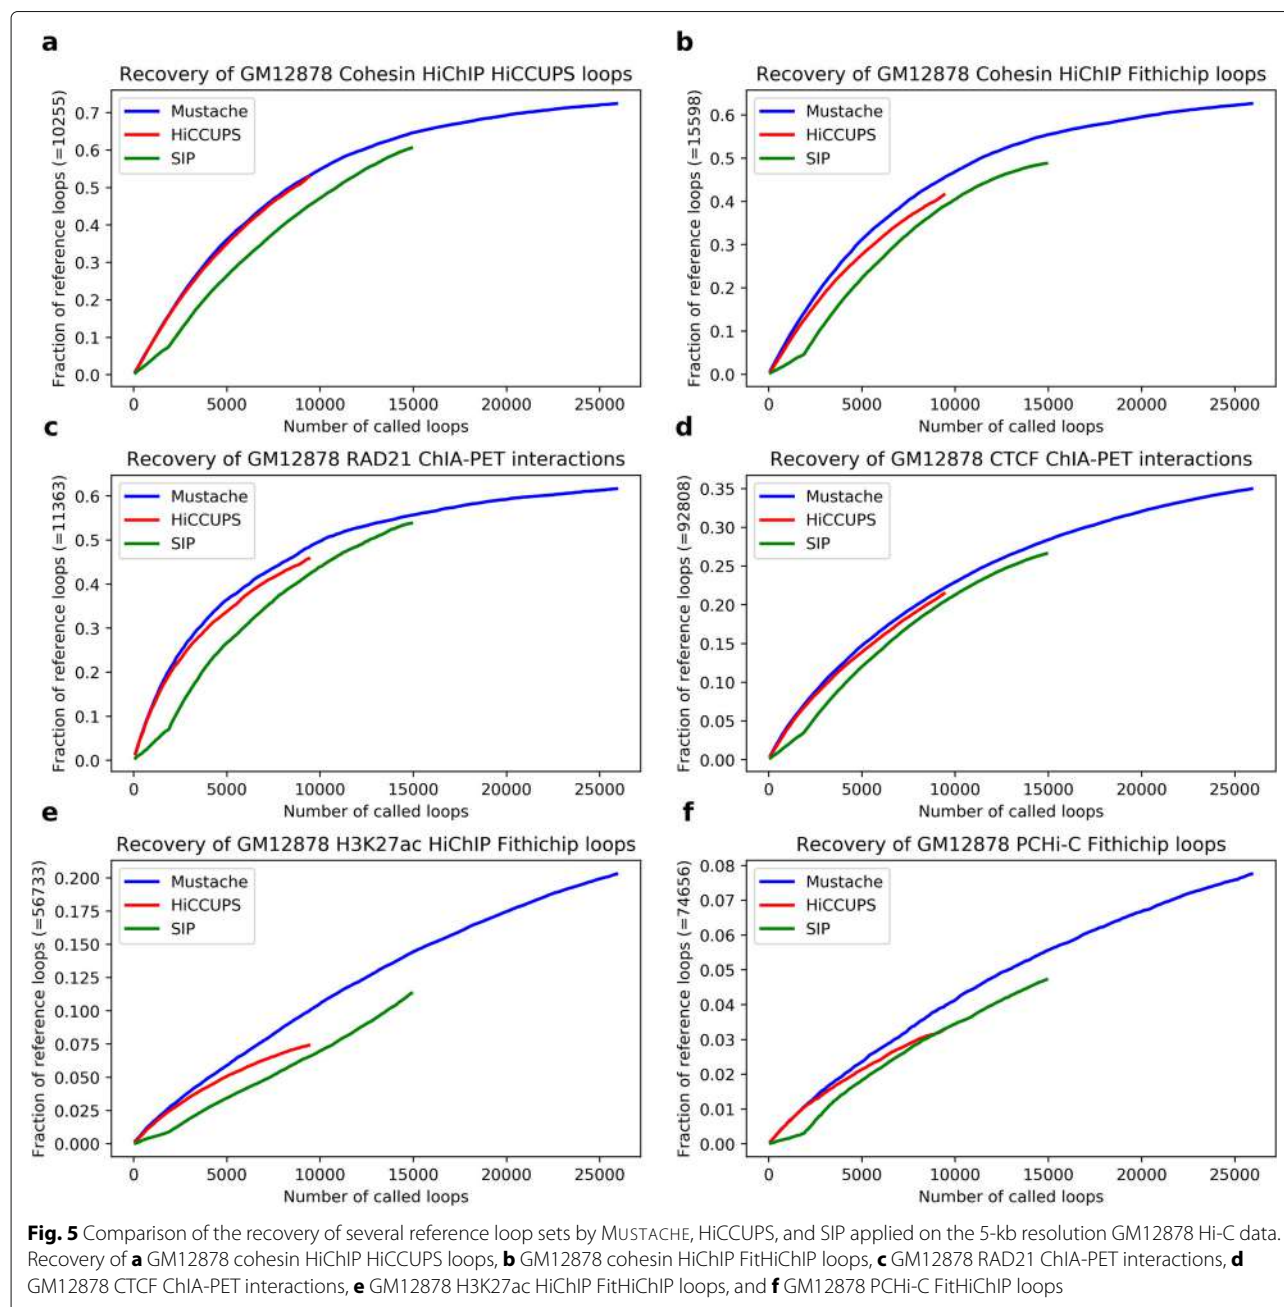 a
Recovery of GM12878 Cohesin HiChIP HiCCUPS loops
Fraction of reference loops (=10255)
0.7
0.6
0.5
0.4
0.3
0.2
0.1
0.0
Mustache
HiCCUPS
SIP
0 5000 10000 15000 20000 25000
Number of called loops
b
Recovery of GM12878 Cohesin HiChIP Fithichip loops
Fraction of reference loops (=15598)
0.6
0.5
0.4
0.3
0.2
0.1
0.0
Mustache
HiCCUPS
SIP
0 5000 10000 15000 20000 25000
Number of called loops
c
Recovery of GM12878 RAD21 ChIA-PET interactions
Fraction of reference loops (=11363)
0.6
0.5
0.4
0.3
0.2
0.1
0.0
Mustache
HiCCUPS
SIP
0 5000 10000 15000 20000 25000
Number of called loops
d
Recovery of GM12878 CTCF ChIA-PET interactions
Fraction of reference loops (=92808)
0.35
0.30
0.25
0.20
0.15
0.10
0.05
0.00
Mustache
HiCCUPS
SIP
0 5000 10000 15000 20000 25000
Number of called loops
e
Recovery of GM12878 H3K27ac HiChIP Fithichip loops
Fraction of reference loops (=56733)
0.200
0.175
0.150
0.125
0.100
0.075
0.050
0.025
0.000
Mustache
HiCCUPS
SIP
0 5000 10000 15000 20000 25000
Number of called loops
f
Recovery of GM12878 PCHi-C Fithichip loops
Fraction of reference loops (=74656)
0.08
0.07
0.06
0.05
0.04
0.03
0.02
0.01
0.00
Mustache
HiCCUPS
SIP
0 5000 10000 15000 20000 25000
Number of called loops
Fig. 5 Comparison of the recovery of several reference loop sets by MUSTACHE, HiCCUPS, and SIP applied on the 5-kb resolution GM12878 Hi-C data.
Recovery of a GM12878 cohesin HiChIP HiCCUPS loops, b GM12878 cohesin HiChIP FitHiChIP loops, c GM12878 RAD21 ChIA-PET interactions, d
GM12878 CTCF ChIA-PET interactions, e GM12878 H3K27ac HiChIP FitHiChIP loops, and f GM12878 PCHi-C FitHiChIP loops